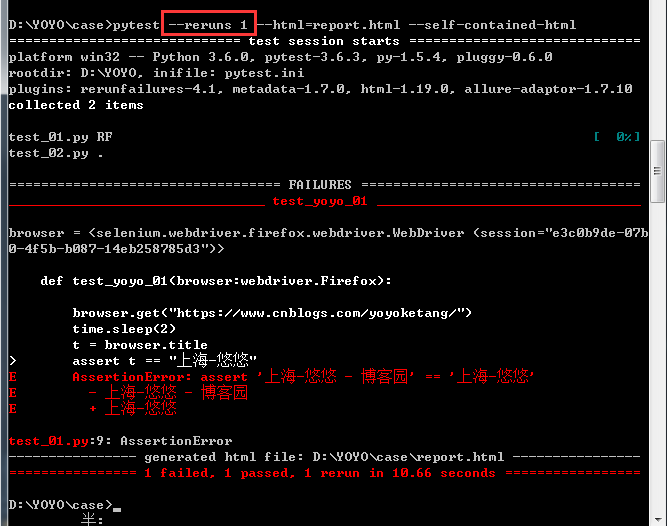 D:\YOYO\case>pytest --reruns 1 --html=report.html --self-contained-html
============================= test session starts =============================
platform win32 -- Python 3.6.0, pytest-3.6.3, py-1.5.4, pluggy-0.6.0
rootdir: D:\YOYO, inifile: pytest.ini
plugins: rerunfailures-4.1, metadata-1.7.0, html-1.19.0, allure-adaptor-1.7.10
collected 2 items
test_01.py RF [  0%]
test_02.py .
================================== FAILURES ===================================
________________________________ test_yoyo_01 _________________________________
browser = <selenium.webdriver.firefox.webdriver.WebDriver (session="e3c0b9de-07b
0-4f5b-b087-14eb258785d3")>
    def test_yoyo_01(browser:webdriver.Firefox):
        browser.get("https://www.cnblogs.com/yoyoketang/")
        time.sleep(2)
        t = browser.title
>       assert t == "上海-悠悠"
E       AssertionError: assert '上海-悠悠 - 博客园' == '上海-悠悠'
E         - 上海-悠悠 - 博客园
E         + 上海-悠悠
test_01.py:9: AssertionError
---------------- generated html file: D:\YOYO\case\report.html ----------------
================ 1 failed, 1 passed, 1 rerun in 10.66 seconds =================
D:\YOYO\case>_
半: